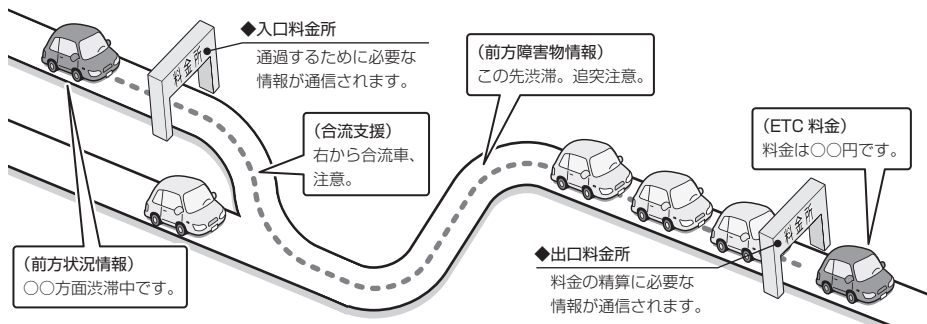 ◆入口料金所
通過するために必要な
情報が通信されます。
料金所
(前方障害物情報)
この先渋滞。追突注意。
(合流支援)
右から合流車、
注意。
(ETC 料金)
料金は○○円です。
(前方状況情報)
○○方面渋滞中です。
◆出口料金所
料金の精算に必要な
情報が通信されます。
料金所